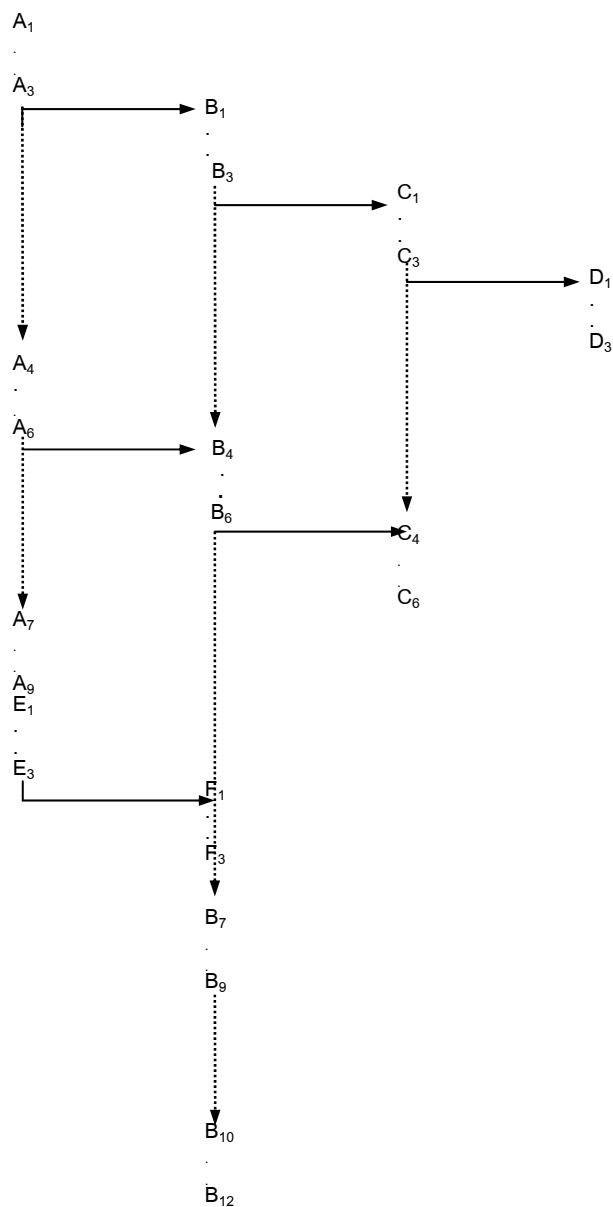 A₁
.
.
A₃
B₁
.
.
B₃
C₁
.
.
C₃
D₁
.
.
D₃
A₄
.
.
A₆
B₄
.
.
B₆
C₄
.
.
C₆
A₇
.
.
A₉
E₁
.
.
E₃
F₁
.
.
F₃
B₇
.
.
B₉
B₁₀
.
.
B₁₂